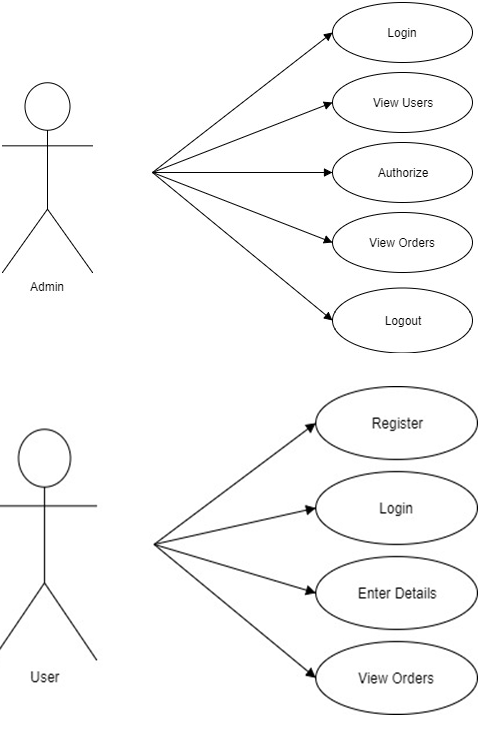 Login
View Users
Authorize
View Orders
Logout
Admin
Register
Login
Enter Details
View Orders
User